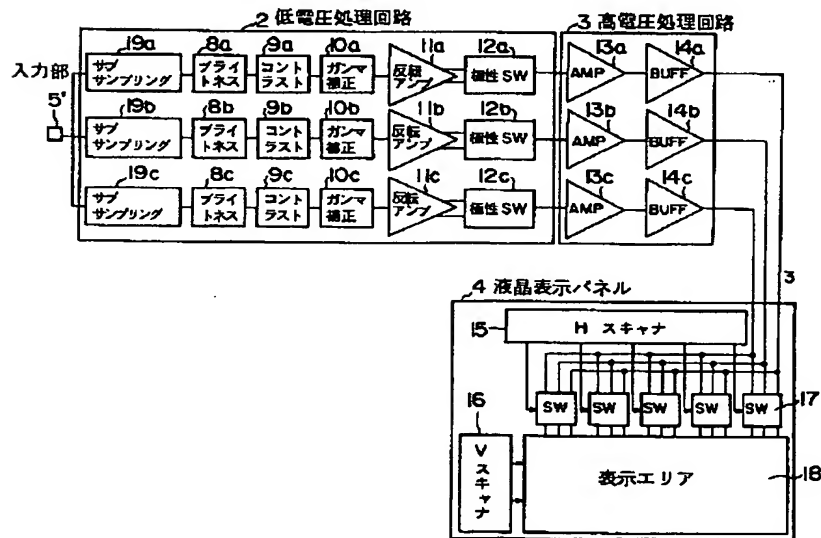 2 低電圧処理回路
3 高電圧処理回路
19a 8a 9a 10a 11a 12a 13a 14a
入力部
サブ
サンプリング
ブライ
トネス
コント
ラスト
ガンマ
補正
反転
アンプ
極性 SW
AMP
BUFF
5'
19b 8b 9b 10b 11b 12b 13b 14b
サブ
サンプリング
ブライ
トネス
コント
ラスト
ガンマ
補正
反転
アンプ
極性 SW
AMP
BUFF
19c 8c 9c 10c 11c 12c 13c 14c
サブ
サンプリング
ブライ
トネス
コント
ラスト
ガンマ
補正
反転
アンプ
極性 SW
AMP
BUFF
3
4 液晶表示パネル
15
H スキャナ
16
SW SW SW SW SW
17
V
スキャナ
表示エリア
18